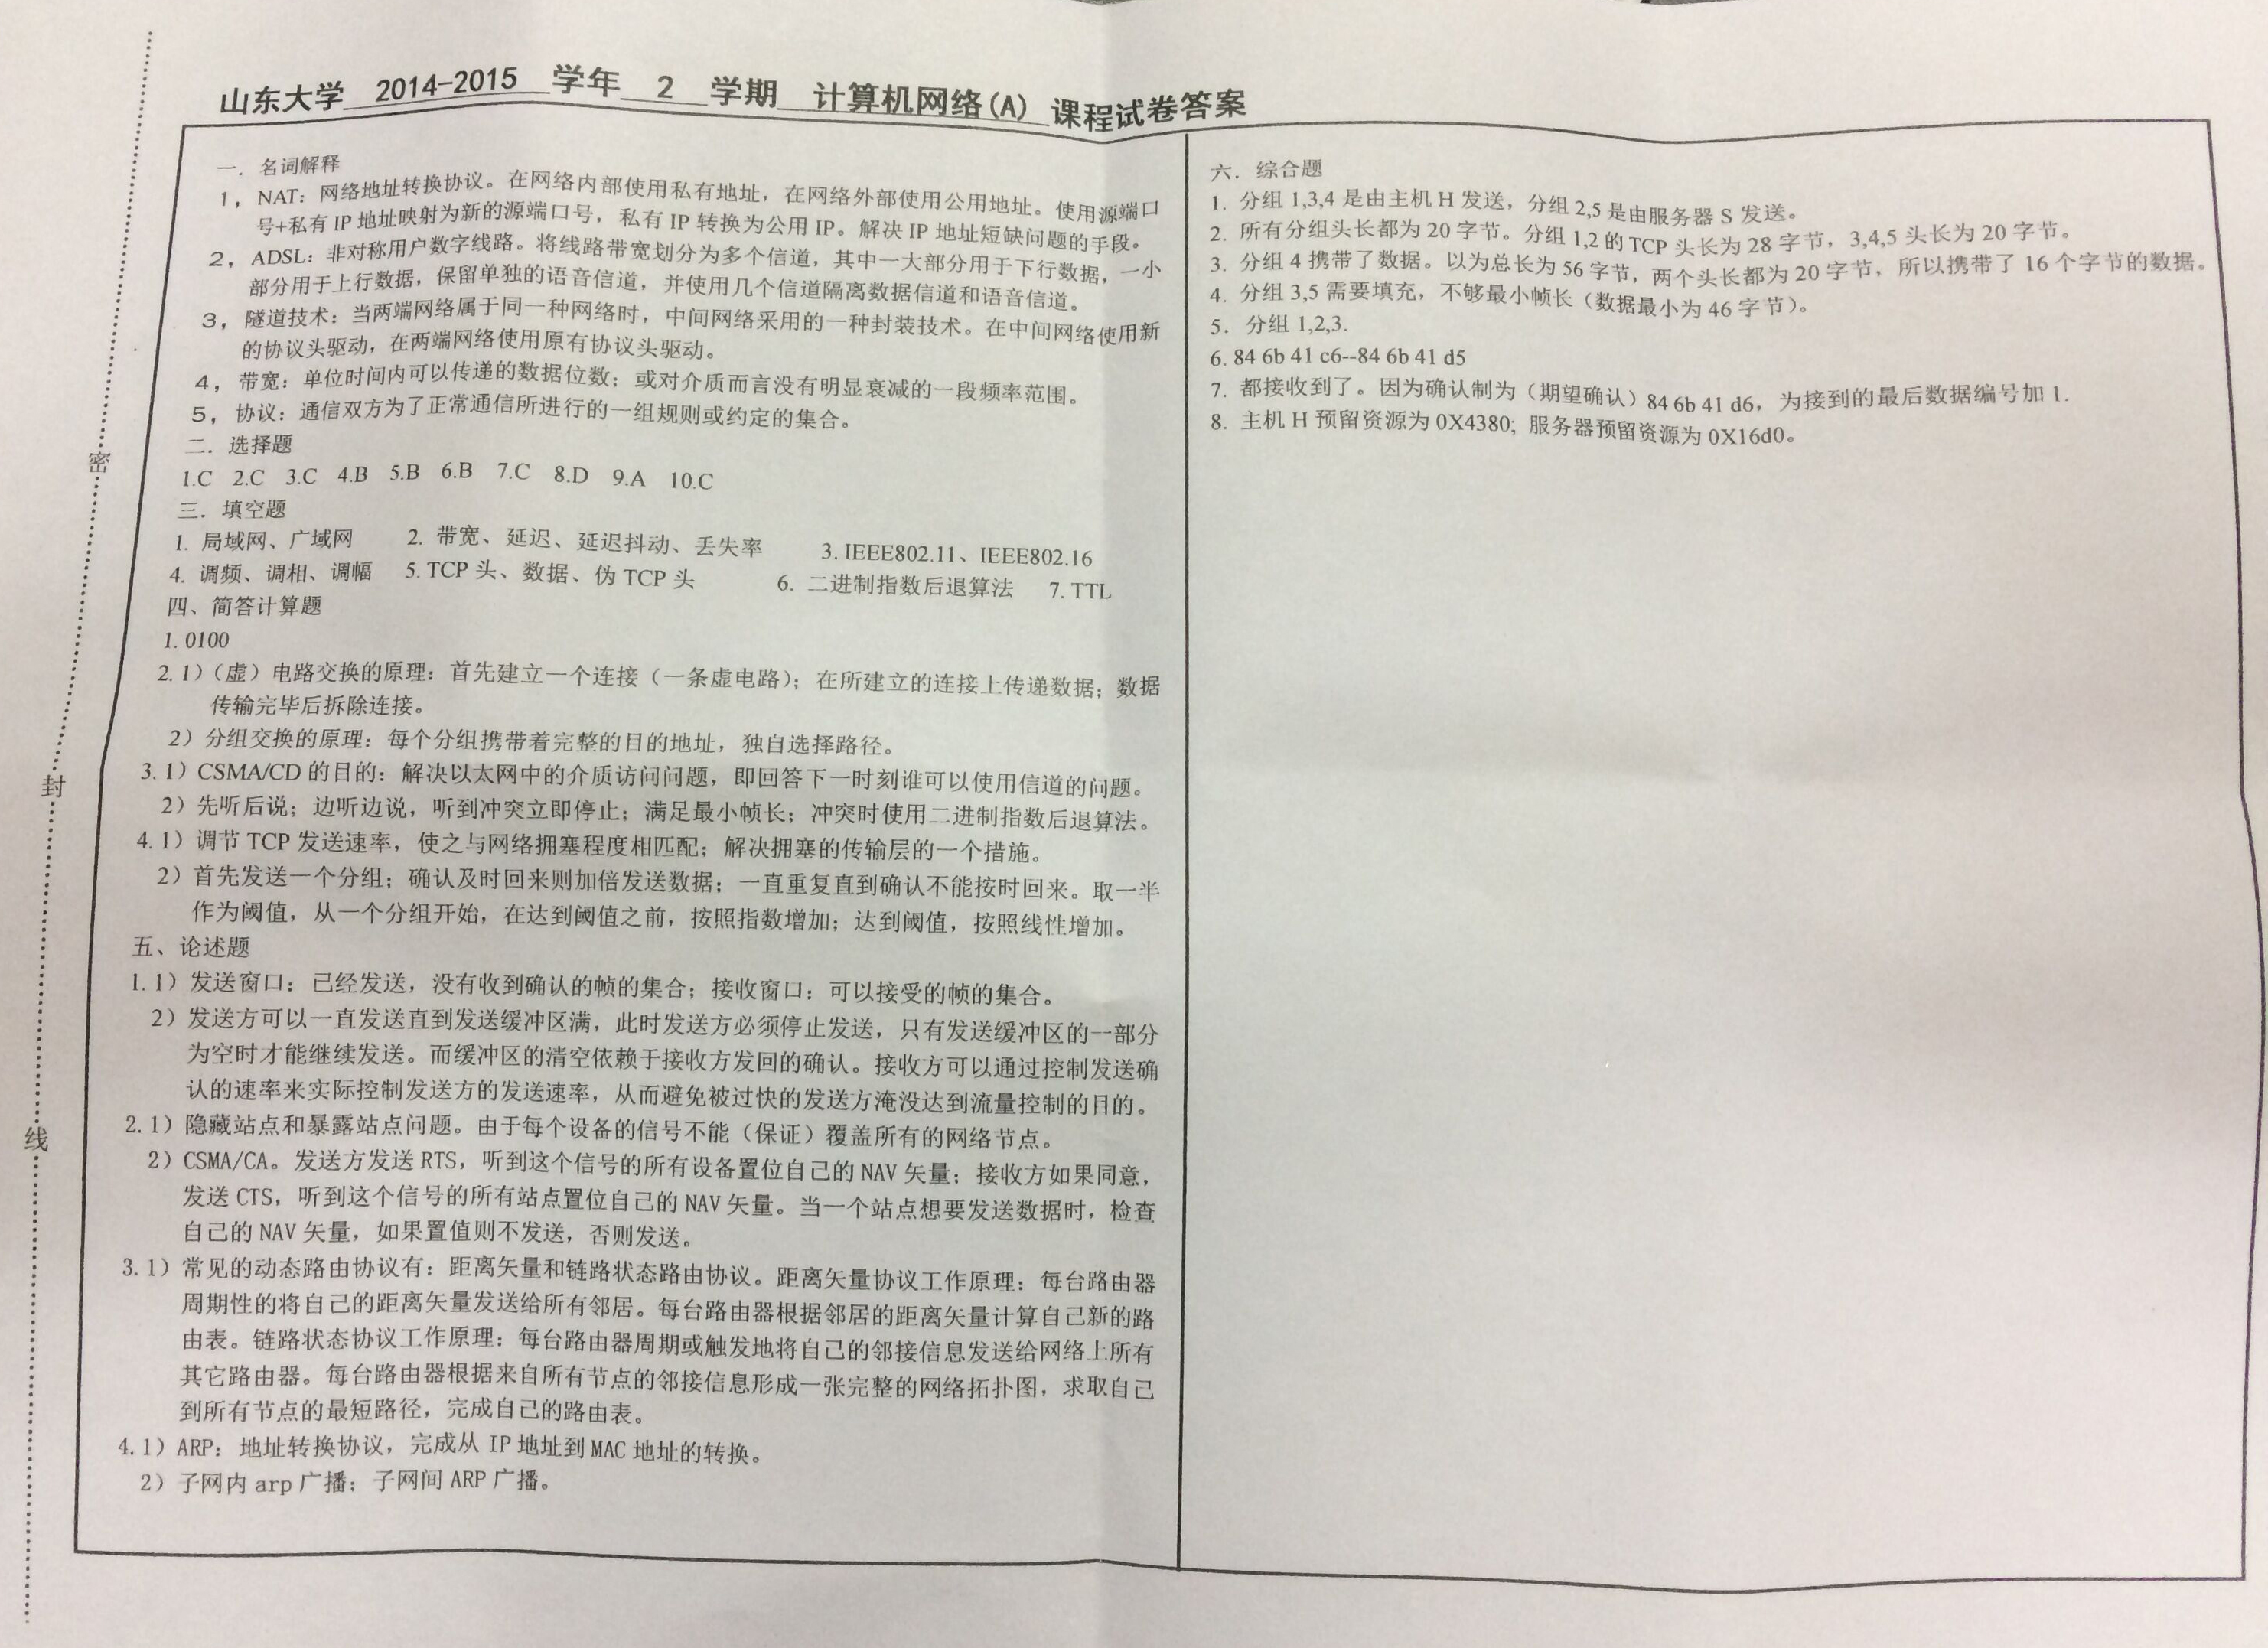 山东大学 2014-2015 学年 2 学期 计算机网络(A) 课程试卷答案
一．名词解释
1，NAT：网络地址转换协议。在网络内部使用私有地址，在网络外部使用公用地址。使用源端口
号+私有 IP 地址映射为新的源端口号，私有 IP 转换为公用 IP。解决 IP 地址短缺问题的手段。
2，ADSL：非对称用户数字线路。将线路带宽划分为多个信道，其中一大部分用于下行数据，一小
部分用于上行数据，保留单独的语音信道，并使用几个信道隔离数据信道和语音信道。
3，隧道技术：当两端网络属于同一种网络时，中间网络采用的一种封装技术。在中间网络使用新
的协议头驱动，在两端网络使用原有协议头驱动。
4，带宽：单位时间内可以传递的数据位数；或对介质而言没有明显衰减的一段频率范围。
5，协议：通信双方为了正常通信所进行的一组规则或约定的集合。
二．选择题
1.C 2.C 3.C 4.B 5.B 6.B 7.C 8.D 9.A 10.C
三．填空题
1. 局域网、广域网 2. 带宽、延迟、延迟抖动、丢失率 3. IEEE802.11、IEEE802.16
4. 调频、调相、调幅 5. TCP 头、数据、伪 TCP 头 6. 二进制指数后退算法 7. TTL
四、简答计算题
1. 0100
2. 1）（虚）电路交换的原理：首先建立一个连接（一条虚电路）；在所建立的连接上传递数据；数据
传输完毕后拆除连接。
2）分组交换的原理：每个分组携带着完整的目的地址，独自选择路径。
3. 1）CSMA/CD 的目的：解决以太网中的介质访问问题，即回答下一时刻谁可以使用信道的问题。
2）先听后说；边听边说，听到冲突立即停止；满足最小帧长；冲突时使用二进制指数后退算法。
4. 1）调节 TCP 发送速率，使之与网络拥塞程度相匹配；解决拥塞的传输层的一个措施。
2）首先发送一个分组；确认及时回来则加倍发送数据；一直重复直到确认不能按时回来。取一半
作为阈值，从一个分组开始，在达到阈值之前，按照指数增加；达到阈值，按照线性增加。
五、论述题
1. 1）发送窗口：已经发送，没有收到确认的帧的集合；接收窗口：可以接受的帧的集合。
2）发送方可以一直发送直到发送缓冲区满，此时发送方必须停止发送，只有发送缓冲区的一部分
为空时才能继续发送。而缓冲区的清空依赖于接收方发回的确认。接收方可以通过控制发送确
认的速率来实际控制发送方的发送速率，从而避免被过快的发送方淹没达到流量控制的目的。
2. 1）隐藏站点和暴露站点问题。由于每个设备的信号不能（保证）覆盖所有的网络节点。
2）CSMA/CA。发送方发送 RTS，听到这个信号的所有设备置位自己的 NAV 矢量；接收方如果同意，
发送 CTS，听到这个信号的所有站点置位自己的 NAV 矢量。当一个站点想要发送数据时，检查
自己的 NAV 矢量，如果置值则不发送，否则发送。
3. 1）常见的动态路由协议有：距离矢量和链路状态路由协议。距离矢量协议工作原理：每台路由器
周期性的将自己的距离矢量发送给所有邻居。每台路由器根据邻居的距离矢量计算自己新的路
由表。链路状态协议工作原理：每台路由器周期或触发地将自己的邻接信息发送给网络上所有
其它路由器。每台路由器根据来自所有节点的邻接信息形成一张完整的网络拓扑图，求取自己
到所有节点的最短路径，完成自己的路由表。
4. 1）ARP：地址转换协议，完成从 IP 地址到 MAC 地址的转换。
2）子网内 arp 广播；子网间 ARP 广播。
六．综合题
1. 分组 1,3,4 是由主机 H 发送，分组 2,5 是由服务器 S 发送。
2. 所有分组头长都为 20 字节。分组 1,2 的 TCP 头长为 28 字节，3,4,5 头长为 20 字节。
3. 分组 4 携带了数据。以为总长为 56 字节，两个头长都为 20 字节，所以携带了 16 个字节的数据。
4. 分组 3,5 需要填充，不够最小帧长（数据最小为 46 字节）。
5. 分组 1,2,3.
6. 84 6b 41 c6--84 6b 41 d5
7. 都接收到了。因为确认制为（期望确认）84 6b 41 d6，为接到的最后数据编号加 1.
8. 主机 H 预留资源为 0X4380; 服务器预留资源为 0X16d0。
密
封
线